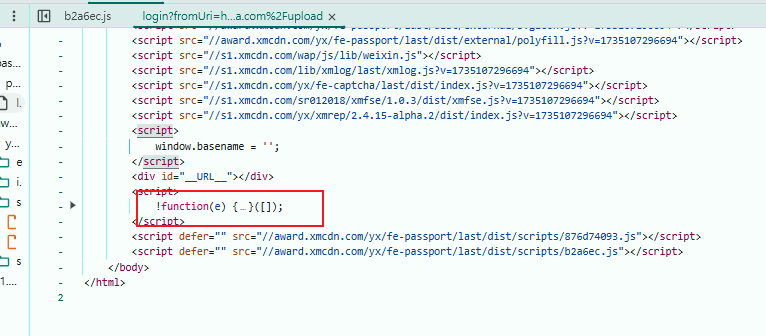 b2a6ec.js
login?fromUri=h...a.com%2Fupload ×
- <script src="//award.xmcdn.com/yx/fe-passport/last/dist/external/polyfill.js?v=1735107296694"></script>
- <script src="//s1.xmcdn.com/wap/js/lib/weixin.js"></script>
- <script src="//s1.xmcdn.com/lib/xmlog/last/xmlog.js?v=1735107296694"></script>
- <script src="//s1.xmcdn.com/yx/fe-captcha/last/dist/index.js?v=1735107296694"></script>
- <script src="//s1.xmcdn.com/sr012018/xmfse/1.0.3/dist/xmfse.js?v=1735107296694"></script>
- <script src="//s1.xmcdn.com/yx/xmrep/2.4.15-alpha.2/dist/index.js?v=1735107296694"></script>
- <script>
- window.basename = '';
- </script>
- <div id="__URL__"></div>
- <script>
- !function(e) {…}([]);
- </script>
- <script defer="" src="//award.xmcdn.com/yx/fe-passport/last/dist/scripts/876d74093.js"></script>
- <script defer="" src="//award.xmcdn.com/yx/fe-passport/last/dist/scripts/b2a6ec.js"></script>
- </body>
- </html>
2
bas
p
l.
w
y
e
i.
s
s
1....